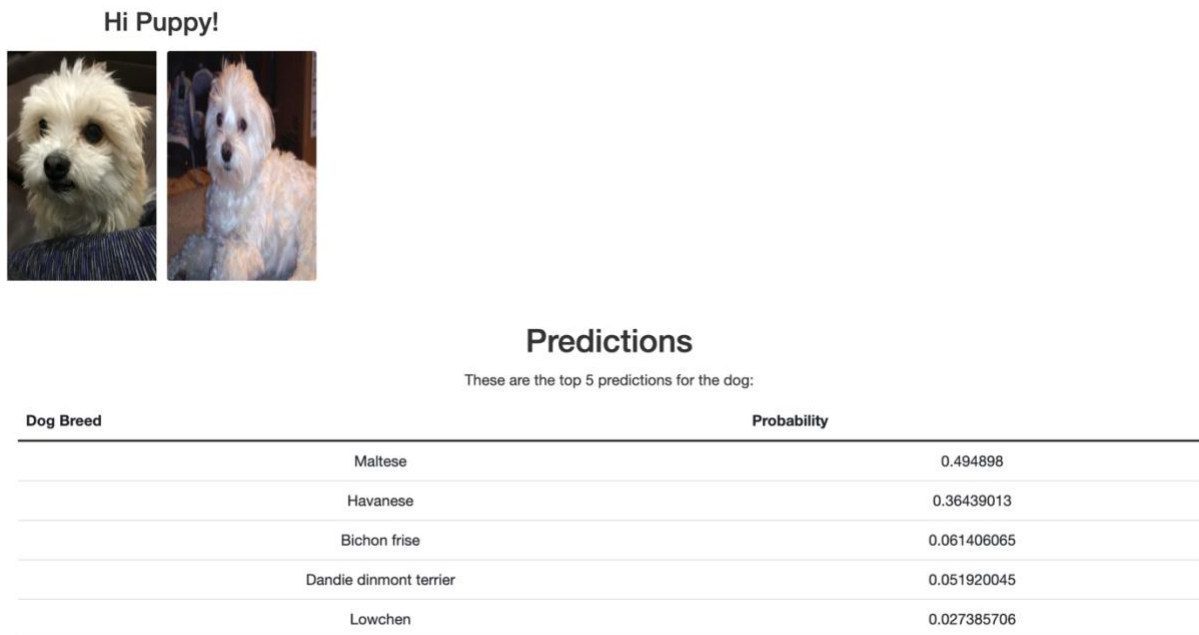 Hi Puppy!
Predictions
These are the top 5 predictions for the dog:
Dog Breed Probability
Maltese 0.494898
Havanese 0.36439013
Bichon frise 0.061406065
Dandie dinmont terrier 0.051920045
Lowchen 0.027385706